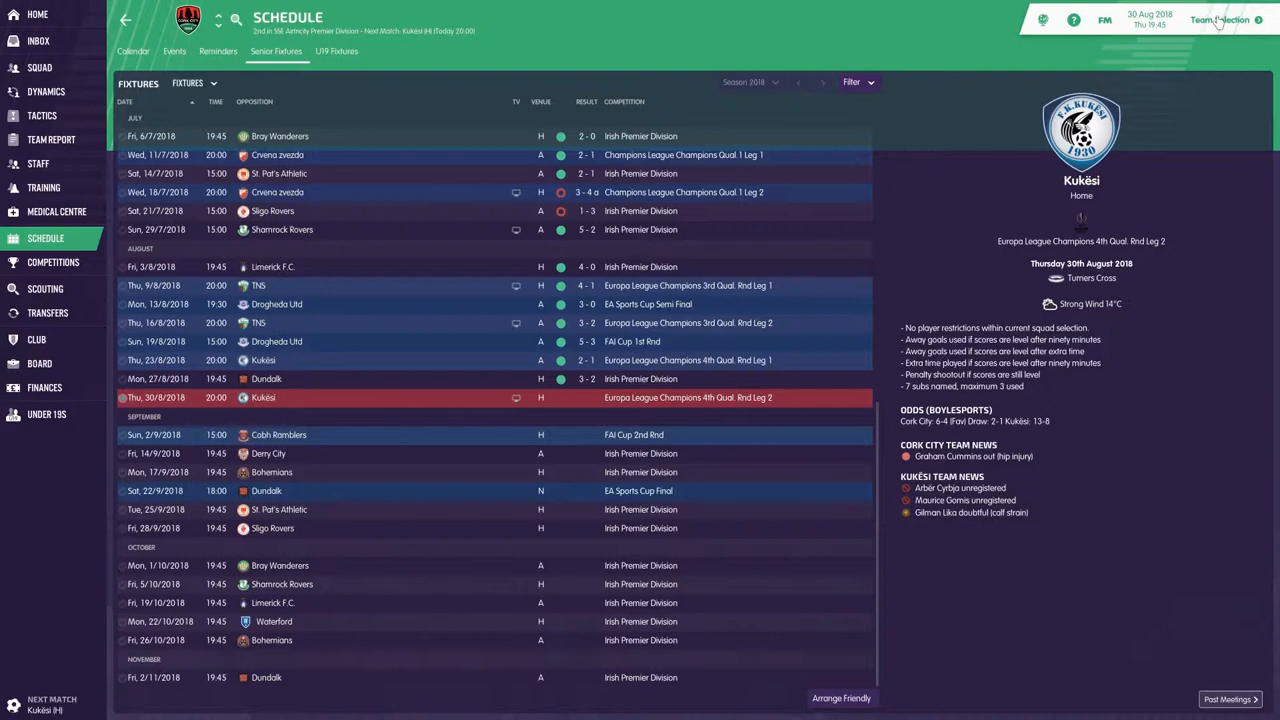 HOME
INBOX
SQUAD
DYNAMICS
TACTICS
TEAM REPORT
STAFF
TRAINING
MEDICAL CENTRE
SCHEDULE
COMPETITIONS
SCOUTING
TRANSFERS
CLUB
BOARD
FINANCES
UNDER 19S
NEXT MATCH
Kukësi (H)
SCHEDULE
2nd in SSE Airtricity Premier Division - Next Match: Kukësi (H) (Today 20:00)
Calendar Events Reminders Senior Fixtures U19 Fixtures
? FM 30 Aug 2018 Thu 19:45
FIXTURES FIXTURES Season 2018 Filter
DATE TIME OPPOSITION TV VENUE RESULT COMPETITION
JULY
Fri, 6/7/2018 19:45 Bray Wanderers H 2 - 0 Irish Premier Division
Wed, 11/7/2018 20:00 Crvena zvezda A 2 - 1 Champions League Champions Qual. 1 Leg 1
Sat, 14/7/2018 15:00 St. Pat's Athletic A 2 - 1 Irish Premier Division
Wed, 18/7/2018 20:00 Crvena zvezda H 3 - 4 a Champions League Champions Qual. 1 Leg 2
Sat, 21/7/2018 15:00 Sligo Rovers A 1 - 3 Irish Premier Division
Sun, 29/7/2018 15:00 Shamrock Rovers A 5 - 2 Irish Premier Division
AUGUST
Fri, 3/8/2018 19:45 Limerick F.C. H 4 - 0 Irish Premier Division
Thu, 9/8/2018 20:00 TNS H 4 - 1 Europa League Champions 3rd Qual. Rnd Leg 1
Mon, 13/8/2018 19:30 Drogheda Utd A 3 - 0 EA Sports Cup Semi Final
Thu, 16/8/2018 20:00 TNS A 3 - 2 Europa League Champions 3rd Qual. Rnd Leg 2
Sun, 19/8/2018 15:00 Drogheda Utd A 5 - 3 FAI Cup 1st Rnd
Thu, 23/8/2018 20:00 Kukësi A 2 - 1 Europa League Champions 4th Qual. Rnd Leg 1
Mon, 27/8/2018 19:45 Dundalk H 3 - 2 Irish Premier Division
Thu, 30/8/2018 20:00 Kukësi H Europa League Champions 4th Qual. Rnd Leg 2
SEPTEMBER
Sun, 2/9/2018 15:00 Cobh Ramblers H FAI Cup 2nd Rnd
Fri, 14/9/2018 19:45 Derry City H Irish Premier Division
Mon, 17/9/2018 19:45 Bohemians H Irish Premier Division
Sat, 22/9/2018 18:00 Dundalk N EA Sports Cup Final
Tue, 25/9/2018 19:45 St. Pat's Athletic H Irish Premier Division
Fri, 28/9/2018 19:45 Sligo Rovers H Irish Premier Division
OCTOBER
Mon, 1/10/2018 19:45 Bray Wanderers A Irish Premier Division
Fri, 5/10/2018 19:45 Shamrock Rovers H Irish Premier Division
Fri, 19/10/2018 19:45 Limerick F.C. A Irish Premier Division
Mon, 22/10/2018 19:45 Waterford H Irish Premier Division
Fri, 26/10/2018 19:45 Bohemians A Irish Premier Division
NOVEMBER
Fri, 2/11/2018 19:45 Dundalk A Irish Premier Division
Arrange Friendly
F.K.KUKËSI
1930
Kukësi
Home
Europa League Champions 4th Qual. Rnd Leg 2
Thursday 30th August 2018
Turners Cross
Strong Wind 14°C
- No player restrictions within current squad selection.
- Away goals used if scores are level after ninety minutes
- Away goals used if scores are level after extra time
- Extra time played if scores are level after ninety minutes
- Penalty shootout if scores are still level
- 7 subs named, maximum 3 used
ODDS (BOYLESPORTS)
Cork City: 6-4 (Fav) Draw: 2-1 Kukësi: 13-8
CORK CITY TEAM NEWS
Graham Cummins out (hip injury)
KUKËSI TEAM NEWS
Arbër Cyrbja unregistered
Maurice Gomis unregistered
Gilman Lika doubtful (calf strain)
Past Meetings